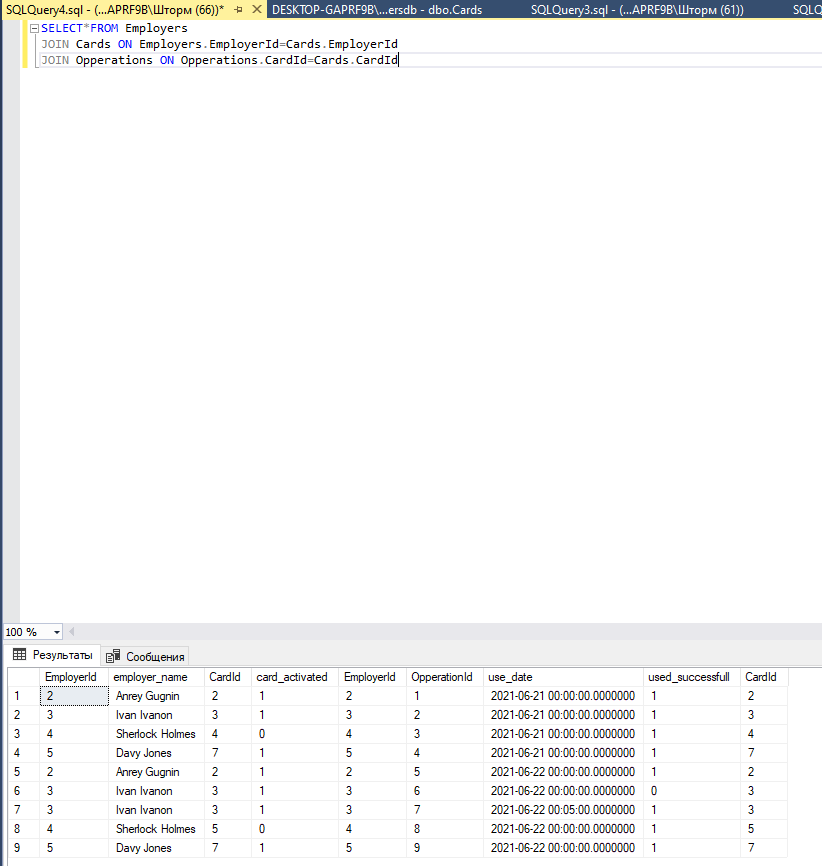 SQLQuery4.sql - (...APRF9B\Шторм (66))* DESKTOP-GAPRF9B\...ersdb - dbo.Cards SQLQuery3.sql - (...APRF9B\Шторм (61)) SQLQ
SELECT*FROM Employers
JOIN Cards ON Employers.EmployerId=Cards.EmployerId
JOIN Opperations ON Opperations.CardId=Cards.CardId
100 %
Результаты Сообщения
EmployerId employer_name CardId card_activated EmployerId OpperationId use_date used_successfull CardId
1 2 Anrey Gugnin 2 1 2 1 2021-06-21 00:00:00.0000000 1 2
2 3 Ivan Ivanon 3 1 3 2 2021-06-21 00:00:00.0000000 1 3
3 4 Sherlock Holmes 4 0 4 3 2021-06-21 00:00:00.0000000 1 4
4 5 Davy Jones 7 1 5 4 2021-06-21 00:00:00.0000000 1 7
5 2 Anrey Gugnin 2 1 2 5 2021-06-22 00:00:00.0000000 1 2
6 3 Ivan Ivanon 3 1 3 6 2021-06-22 00:00:00.0000000 0 3
7 3 Ivan Ivanon 3 1 3 7 2021-06-22 00:05:00.0000000 1 3
8 4 Sherlock Holmes 5 0 4 8 2021-06-22 00:00:00.0000000 1 5
9 5 Davy Jones 7 1 5 9 2021-06-22 00:00:00.0000000 1 7